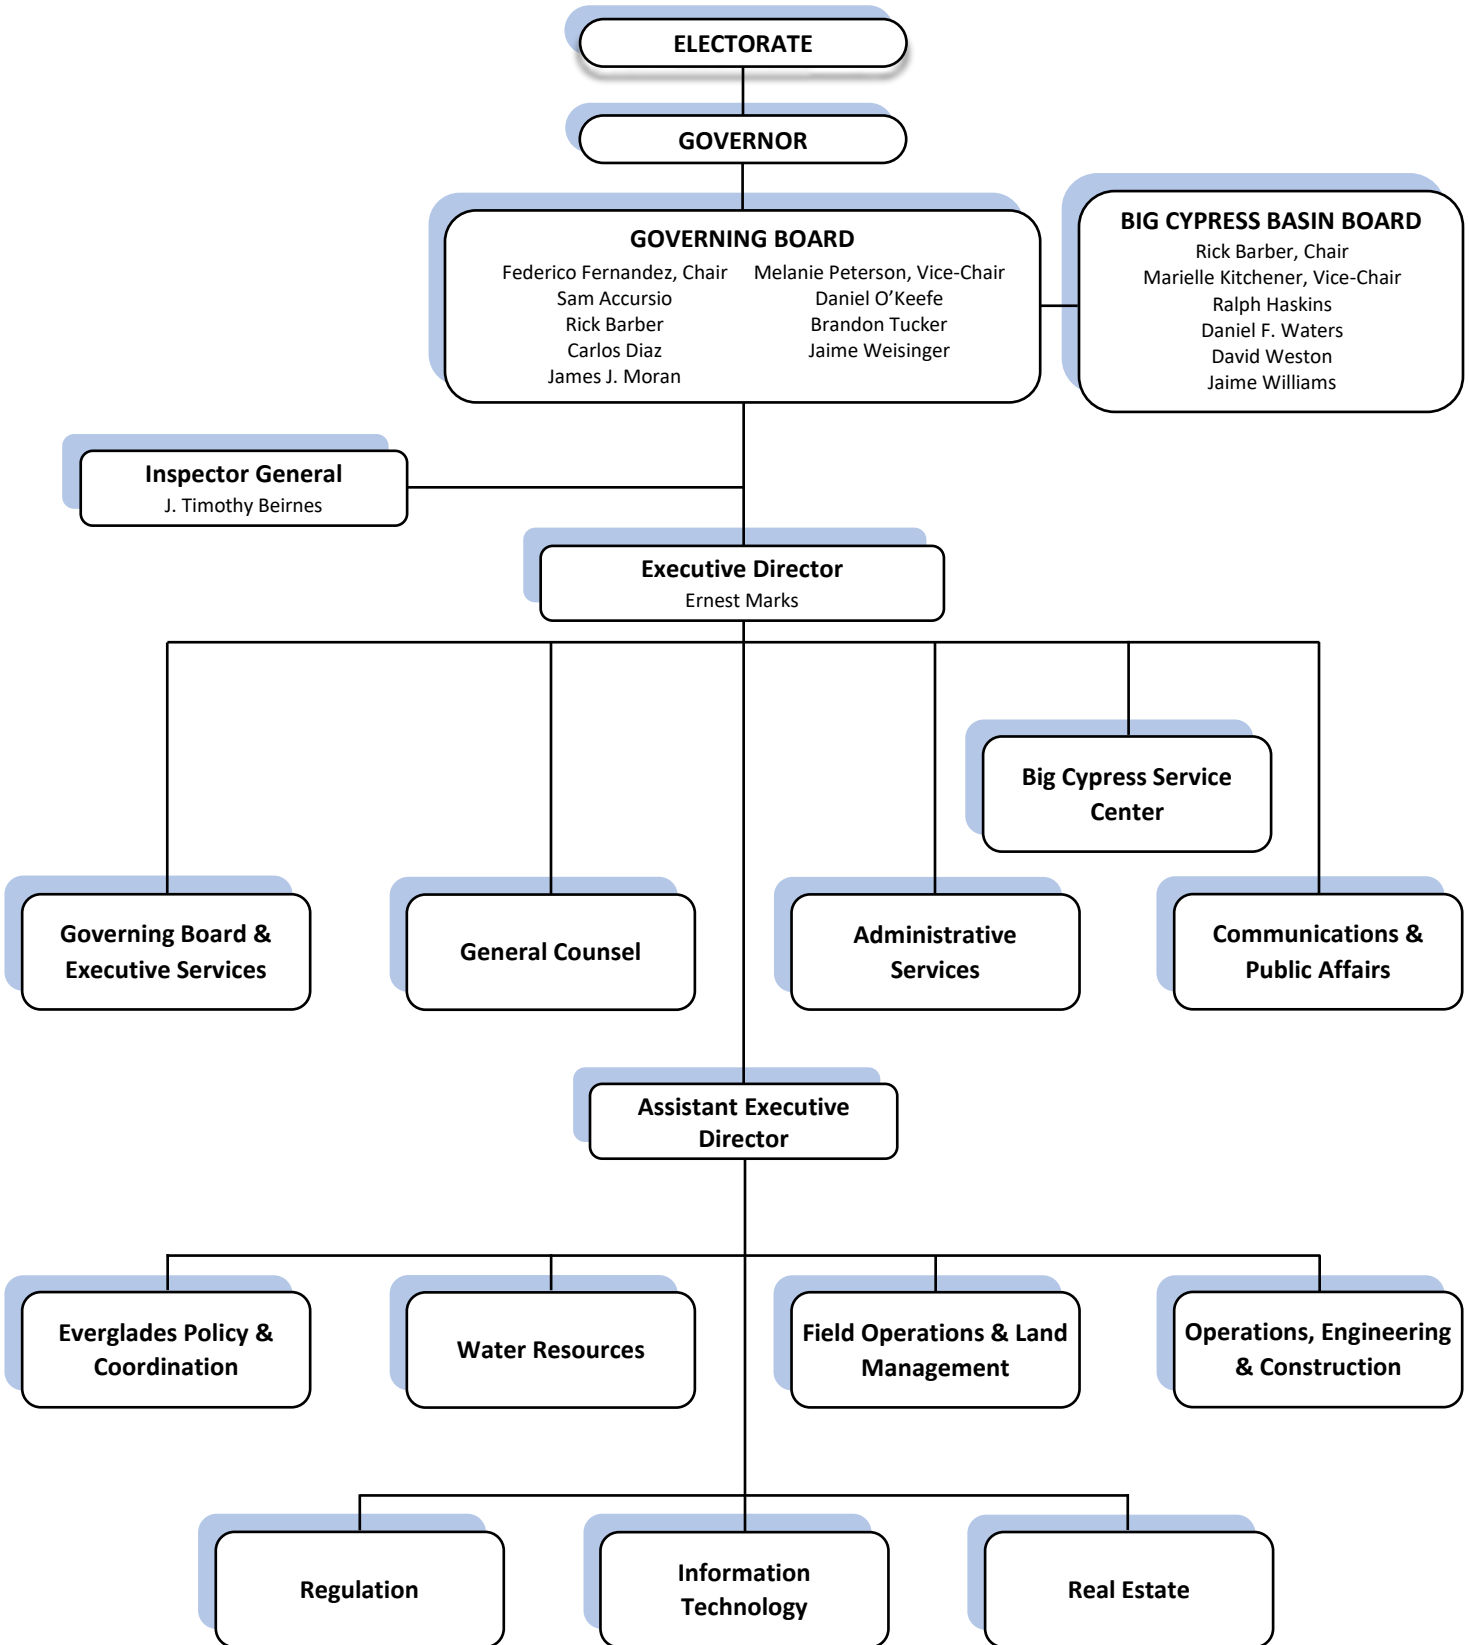 ELECTORATE
GOVERNOR
GOVERNING BOARD
Federico Fernandez, Chair
Sam Accursio
Rick Barber
Carlos Diaz
James J. Moran
Melanie Peterson, Vice-Chair
Daniel O’Keefe
Brandon Tucker
Jaime Weisinger
BIG CYPRESS BASIN BOARD
Rick Barber, Chair
Marielle Kitchener, Vice-Chair
Ralph Haskins
Daniel F. Waters
David Weston
Jaime Williams
Inspector General
J. Timothy Beirnes
Executive Director
Ernest Marks
Big Cypress Service
Center
Governing Board &
Executive Services
General Counsel
Administrative
Services
Communications &
Public Affairs
Assistant Executive
Director
Everglades Policy &
Coordination
Water Resources
Field Operations & Land
Management
Operations, Engineering
& Construction
Regulation
Information
Technology
Real Estate